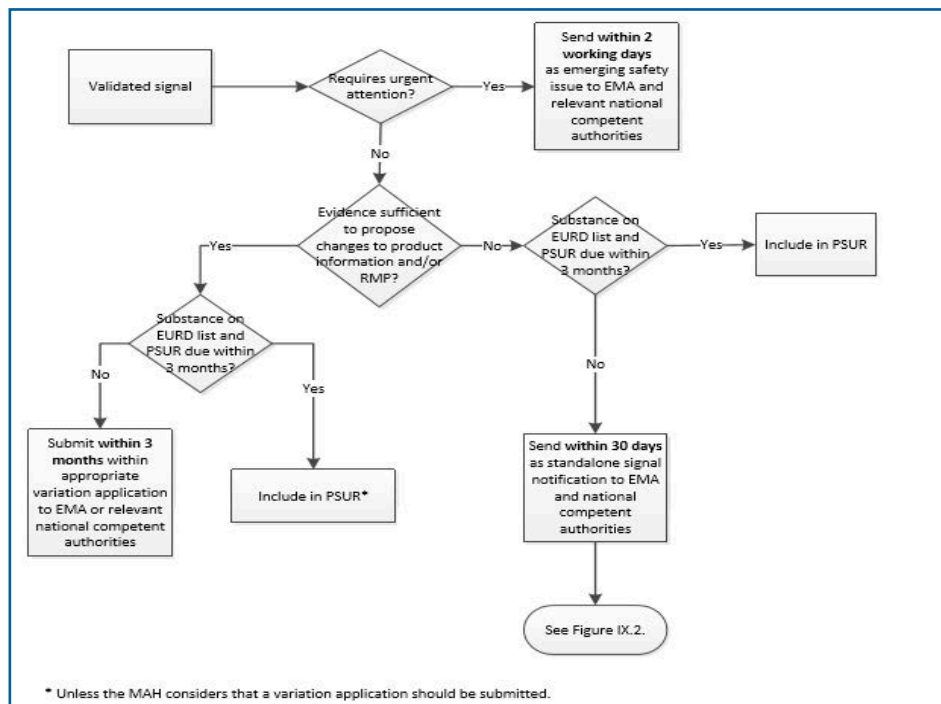 Validated signal
Requires urgent
attention?
Yes
Send within 2
working days
as emerging safety
issue to EMA and
relevant national
competent
authorities
No
Evidence sufficient
to propose
changes to product
information and/or
RMP?
Yes
No
Substance on
EURD list and
PSUR due within
3 months?
Yes
Include in PSUR
Substance on
EURD list and
PSUR due within
3 months?
No
Yes
No
Submit within 3
months within
appropriate
variation application
to EMA or relevant
national competent
authorities
Include in PSUR*
Send within 30 days
as standalone signal
notification to EMA
and national
competent
authorities
See Figure IX.2.
* Unless the MAH considers that a variation application should be submitted.